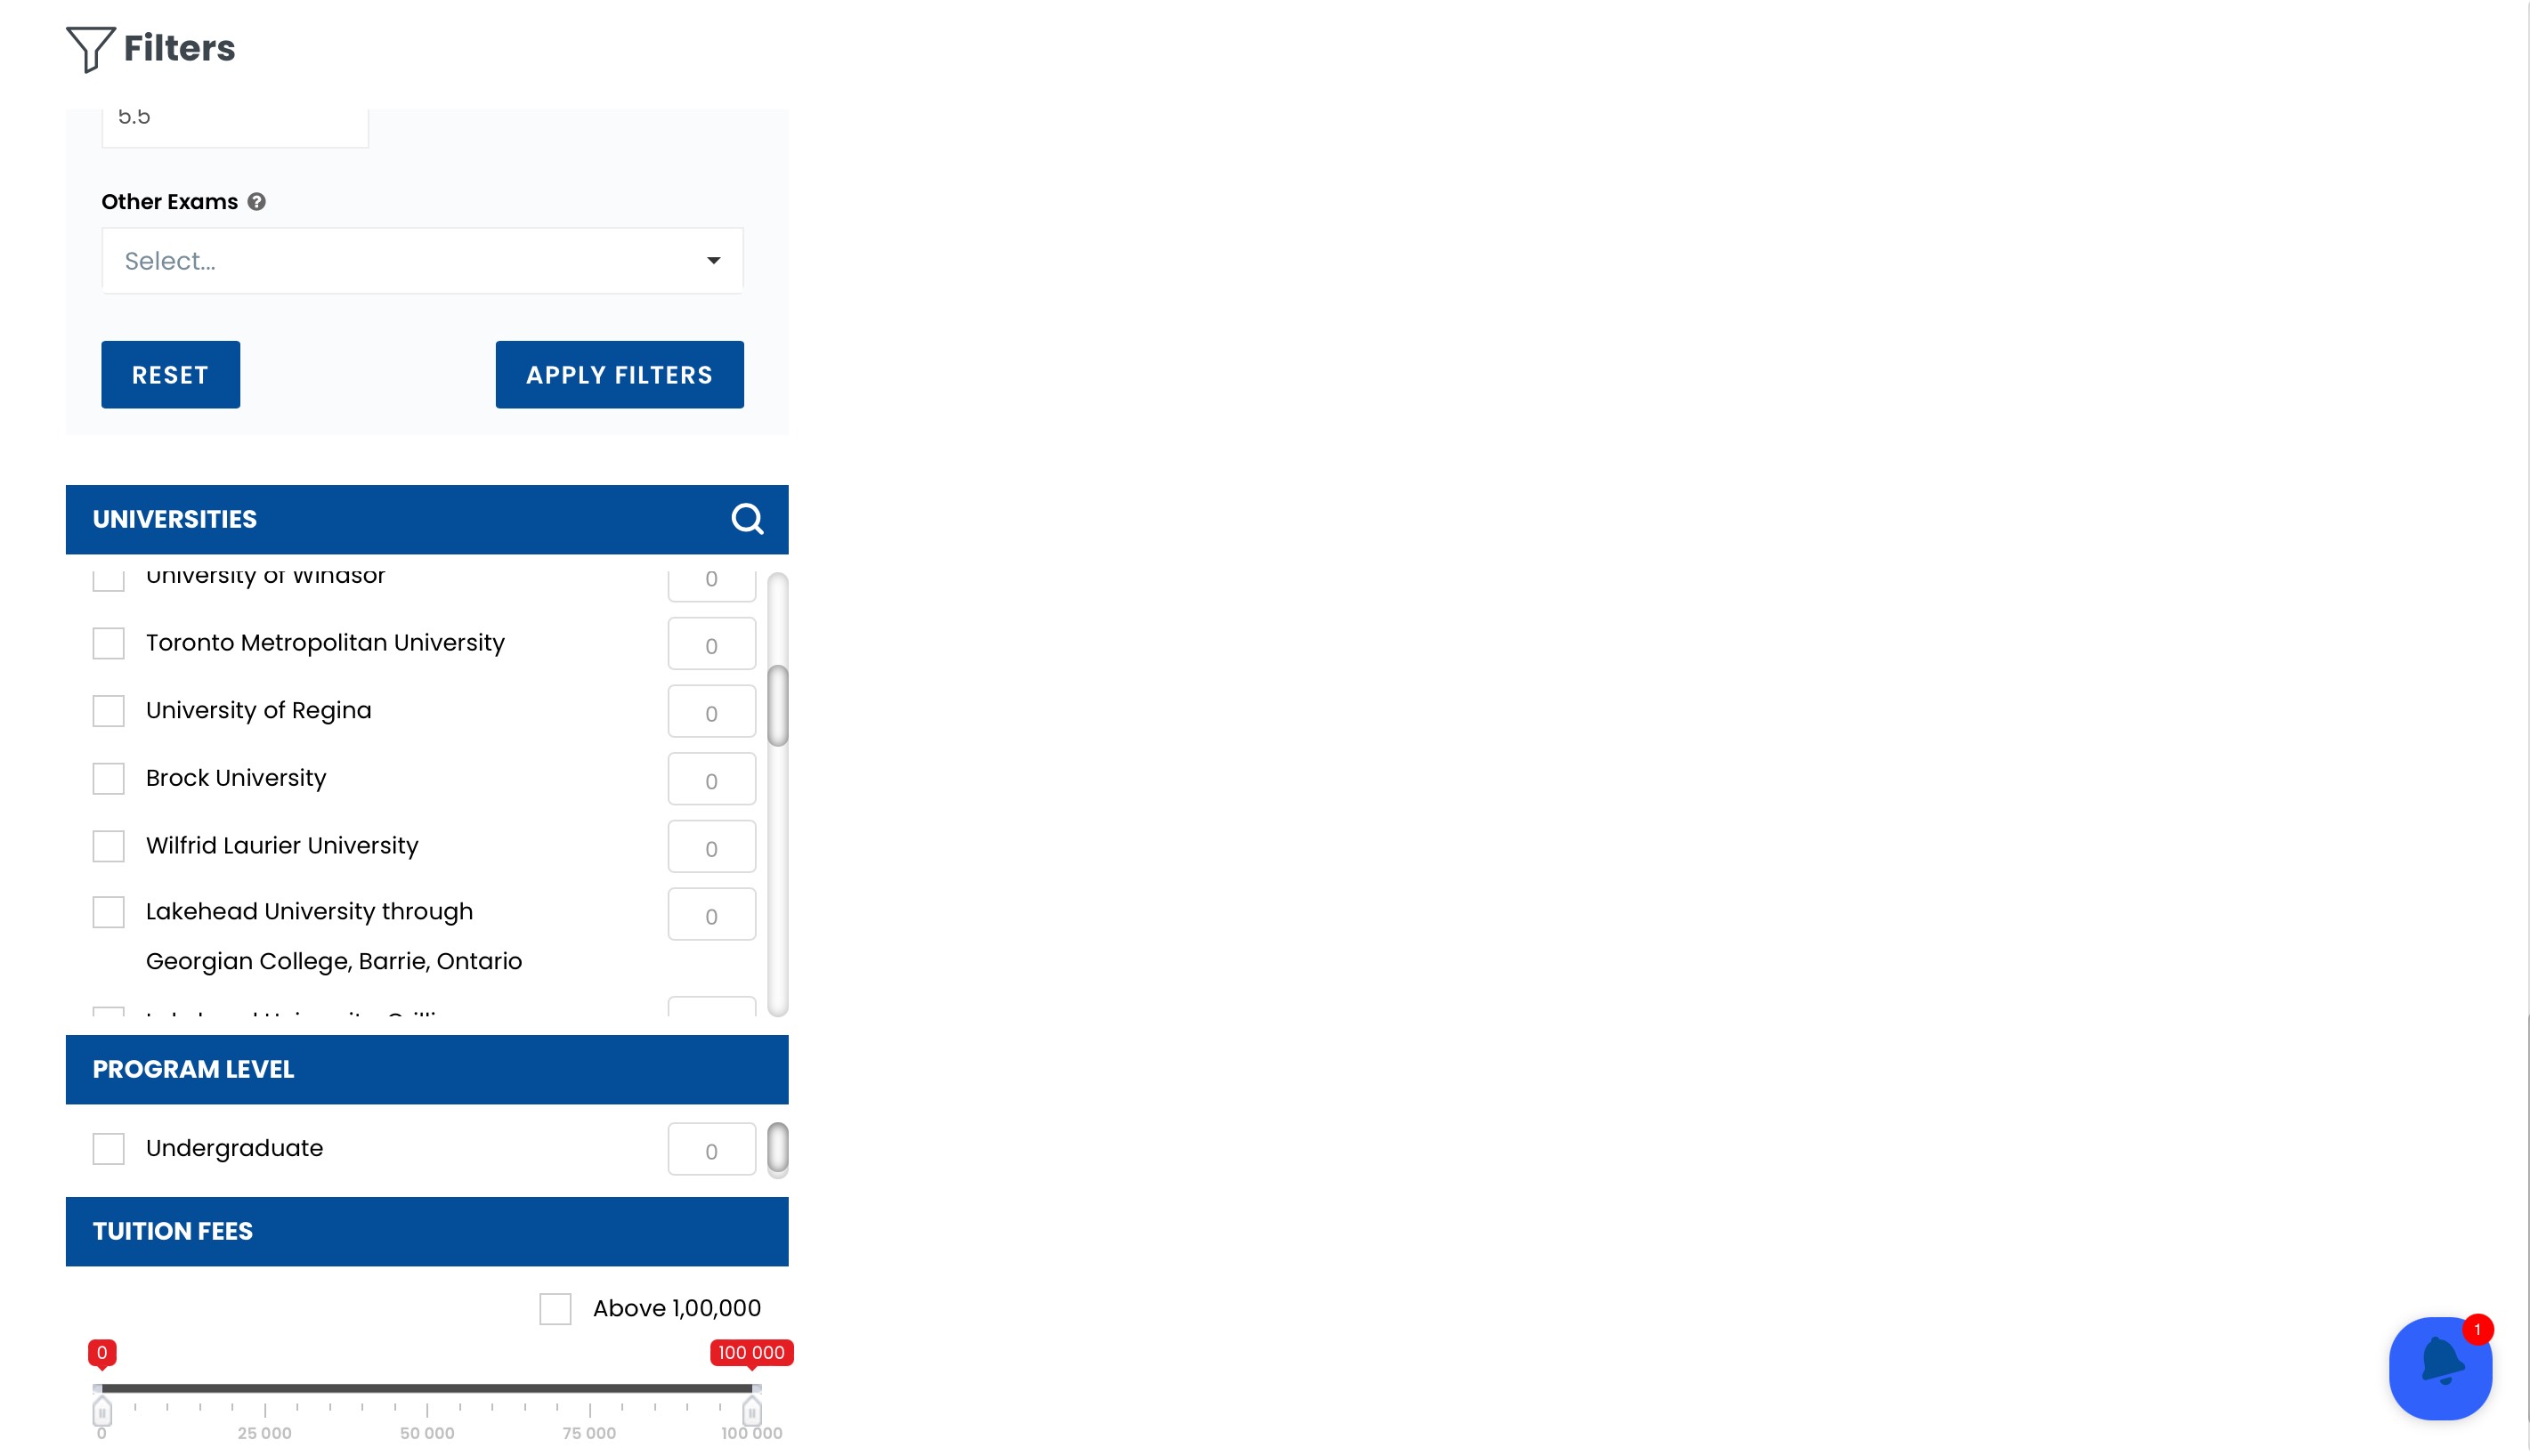 Filters
5.5
Other Exams ?
Select...
RESET
APPLY FILTERS
UNIVERSITIES
University of Windsor 0
Toronto Metropolitan University 0
University of Regina 0
Brock University 0
Wilfrid Laurier University 0
Lakehead University through 0
Georgian College, Barrie, Ontario
PROGRAM LEVEL
Undergraduate 0
TUITION FEES
Above 1,00,000
0 100 000
0 25 000 50 000 75 000 100 000
1